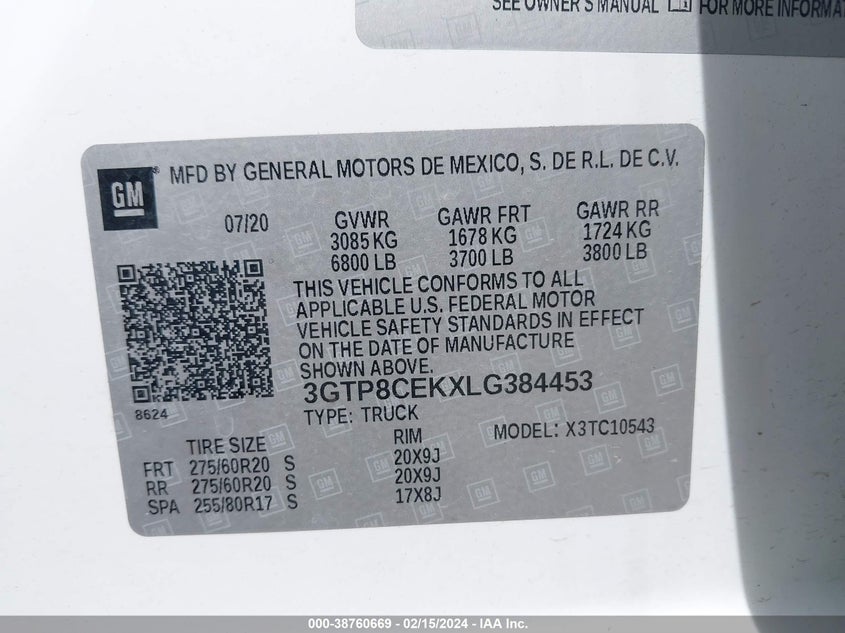 SEE OWNER'S MANUAL FOR MORE INFORMAT
GM
MFD BY GENERAL MOTORS DE MEXICO, S. DE R.L. DE C.V.
07/20 GVWR GAWR FRT GAWR RR
3085 KG 1678 KG 1724 KG
6800 LB 3700 LB 3800 LB
THIS VEHICLE CONFORMS TO ALL
APPLICABLE U.S. FEDERAL MOTOR
VEHICLE SAFETY STANDARDS IN EFFECT
ON THE DATE OF MANUFACTURE
SHOWN ABOVE.
3GTP8CEKXLG384453
8624
TYPE: TRUCK
TIRE SIZE RIM MODEL: X3TC10543
FRT 275/60R20 S 20X9J
RR 275/60R20 S 20X9J
SPA 255/80R17 S 17X8J
000-38760669 - 02/15/2024 - IAA Inc.